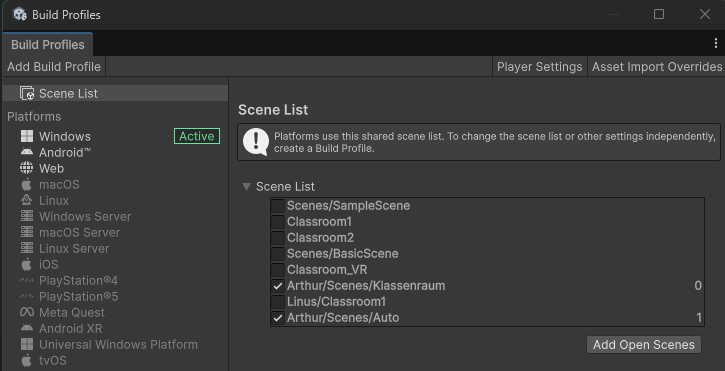 Build Profiles
Build Profiles
Add Build Profile
Player Settings
Asset Import Overrides
Scene List
Platforms
Windows
Active
Android™
Web
macOS
Linux
Windows Server
macOS Server
Linux Server
iOS
PlayStation®4
PlayStation®5
Meta Quest
Android XR
Universal Windows Platform
tvOS
Scene List
Platforms use this shared scene list. To change the scene list or other settings independently,
create a Build Profile.
Scene List
Scenes/SampleScene
Classroom1
Classroom2
Scenes/BasicScene
Classroom_VR
Arthur/Scenes/Klassenraum 0
Linus/Classroom1
Arthur/Scenes/Auto 1
Add Open Scenes